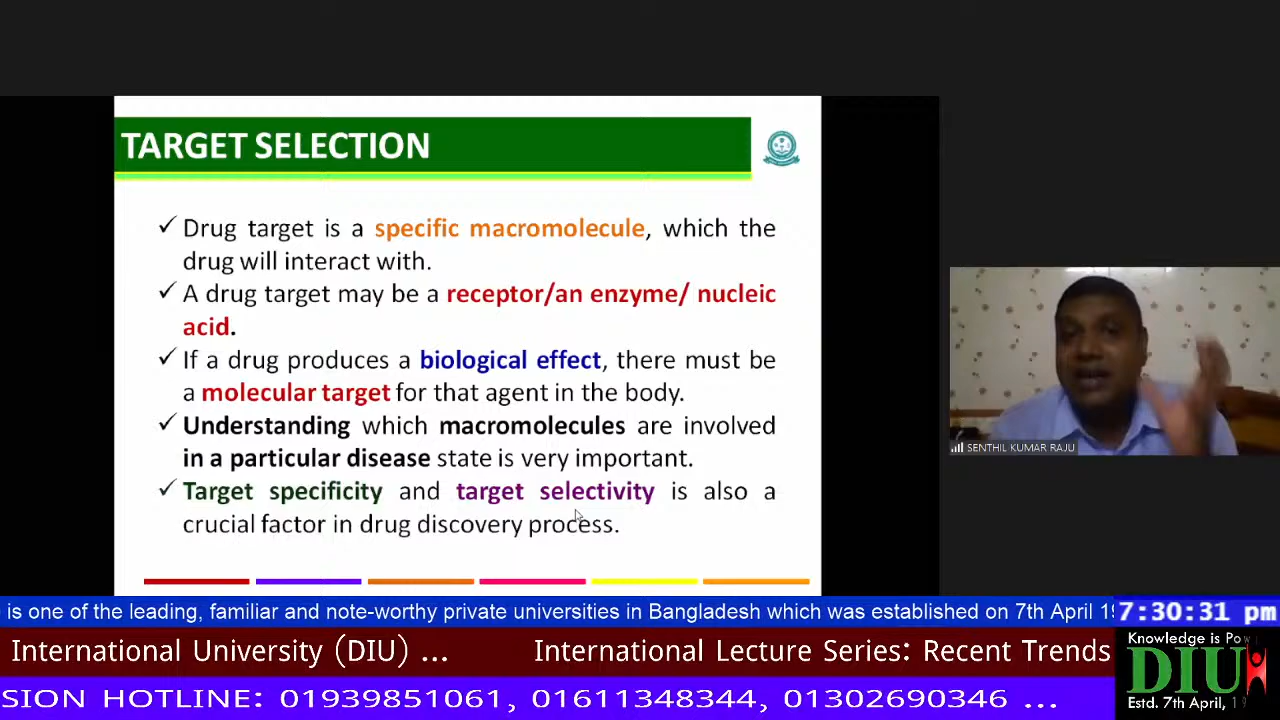 TARGET SELECTION
✓ Drug target is a specific macromolecule, which the
drug will interact with.
✓ A drug target may be a receptor/an enzyme/ nucleic
acid.
✓ If a drug produces a biological effect, there must be
a molecular target for that agent in the body.
✓ Understanding which macromolecules are involved
in a particular disease state is very important.
✓ Target specificity and target selectivity is also a
crucial factor in drug discovery process.
SENTHIL KUMAR RAJU
is one of the leading, familiar and note-worthy private universities in Bangladesh which was established on 7th April 19
7:30:31 pm
International University (DIU) ...
International Lecture Series: Recent Trends
Knowledge is Pow
DIU
Estd. 7th April, 1
SION HOTLINE: 01939851061, 01611348344, 01302690346 ...